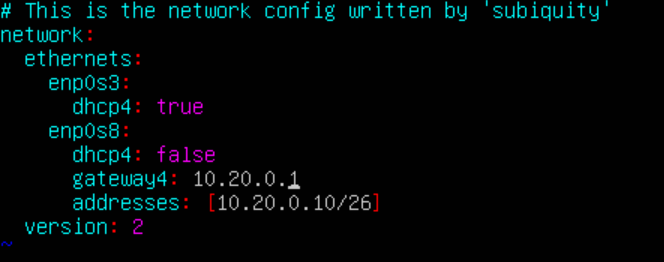 # This is the network config written by 'subiquity'
network:
  ethernets:
    enp0s3:
      dhcp4: true
    enp0s8:
      dhcp4: false
      gateway4: 10.20.0.1
      addresses: [10.20.0.10/26]
  version: 2
~